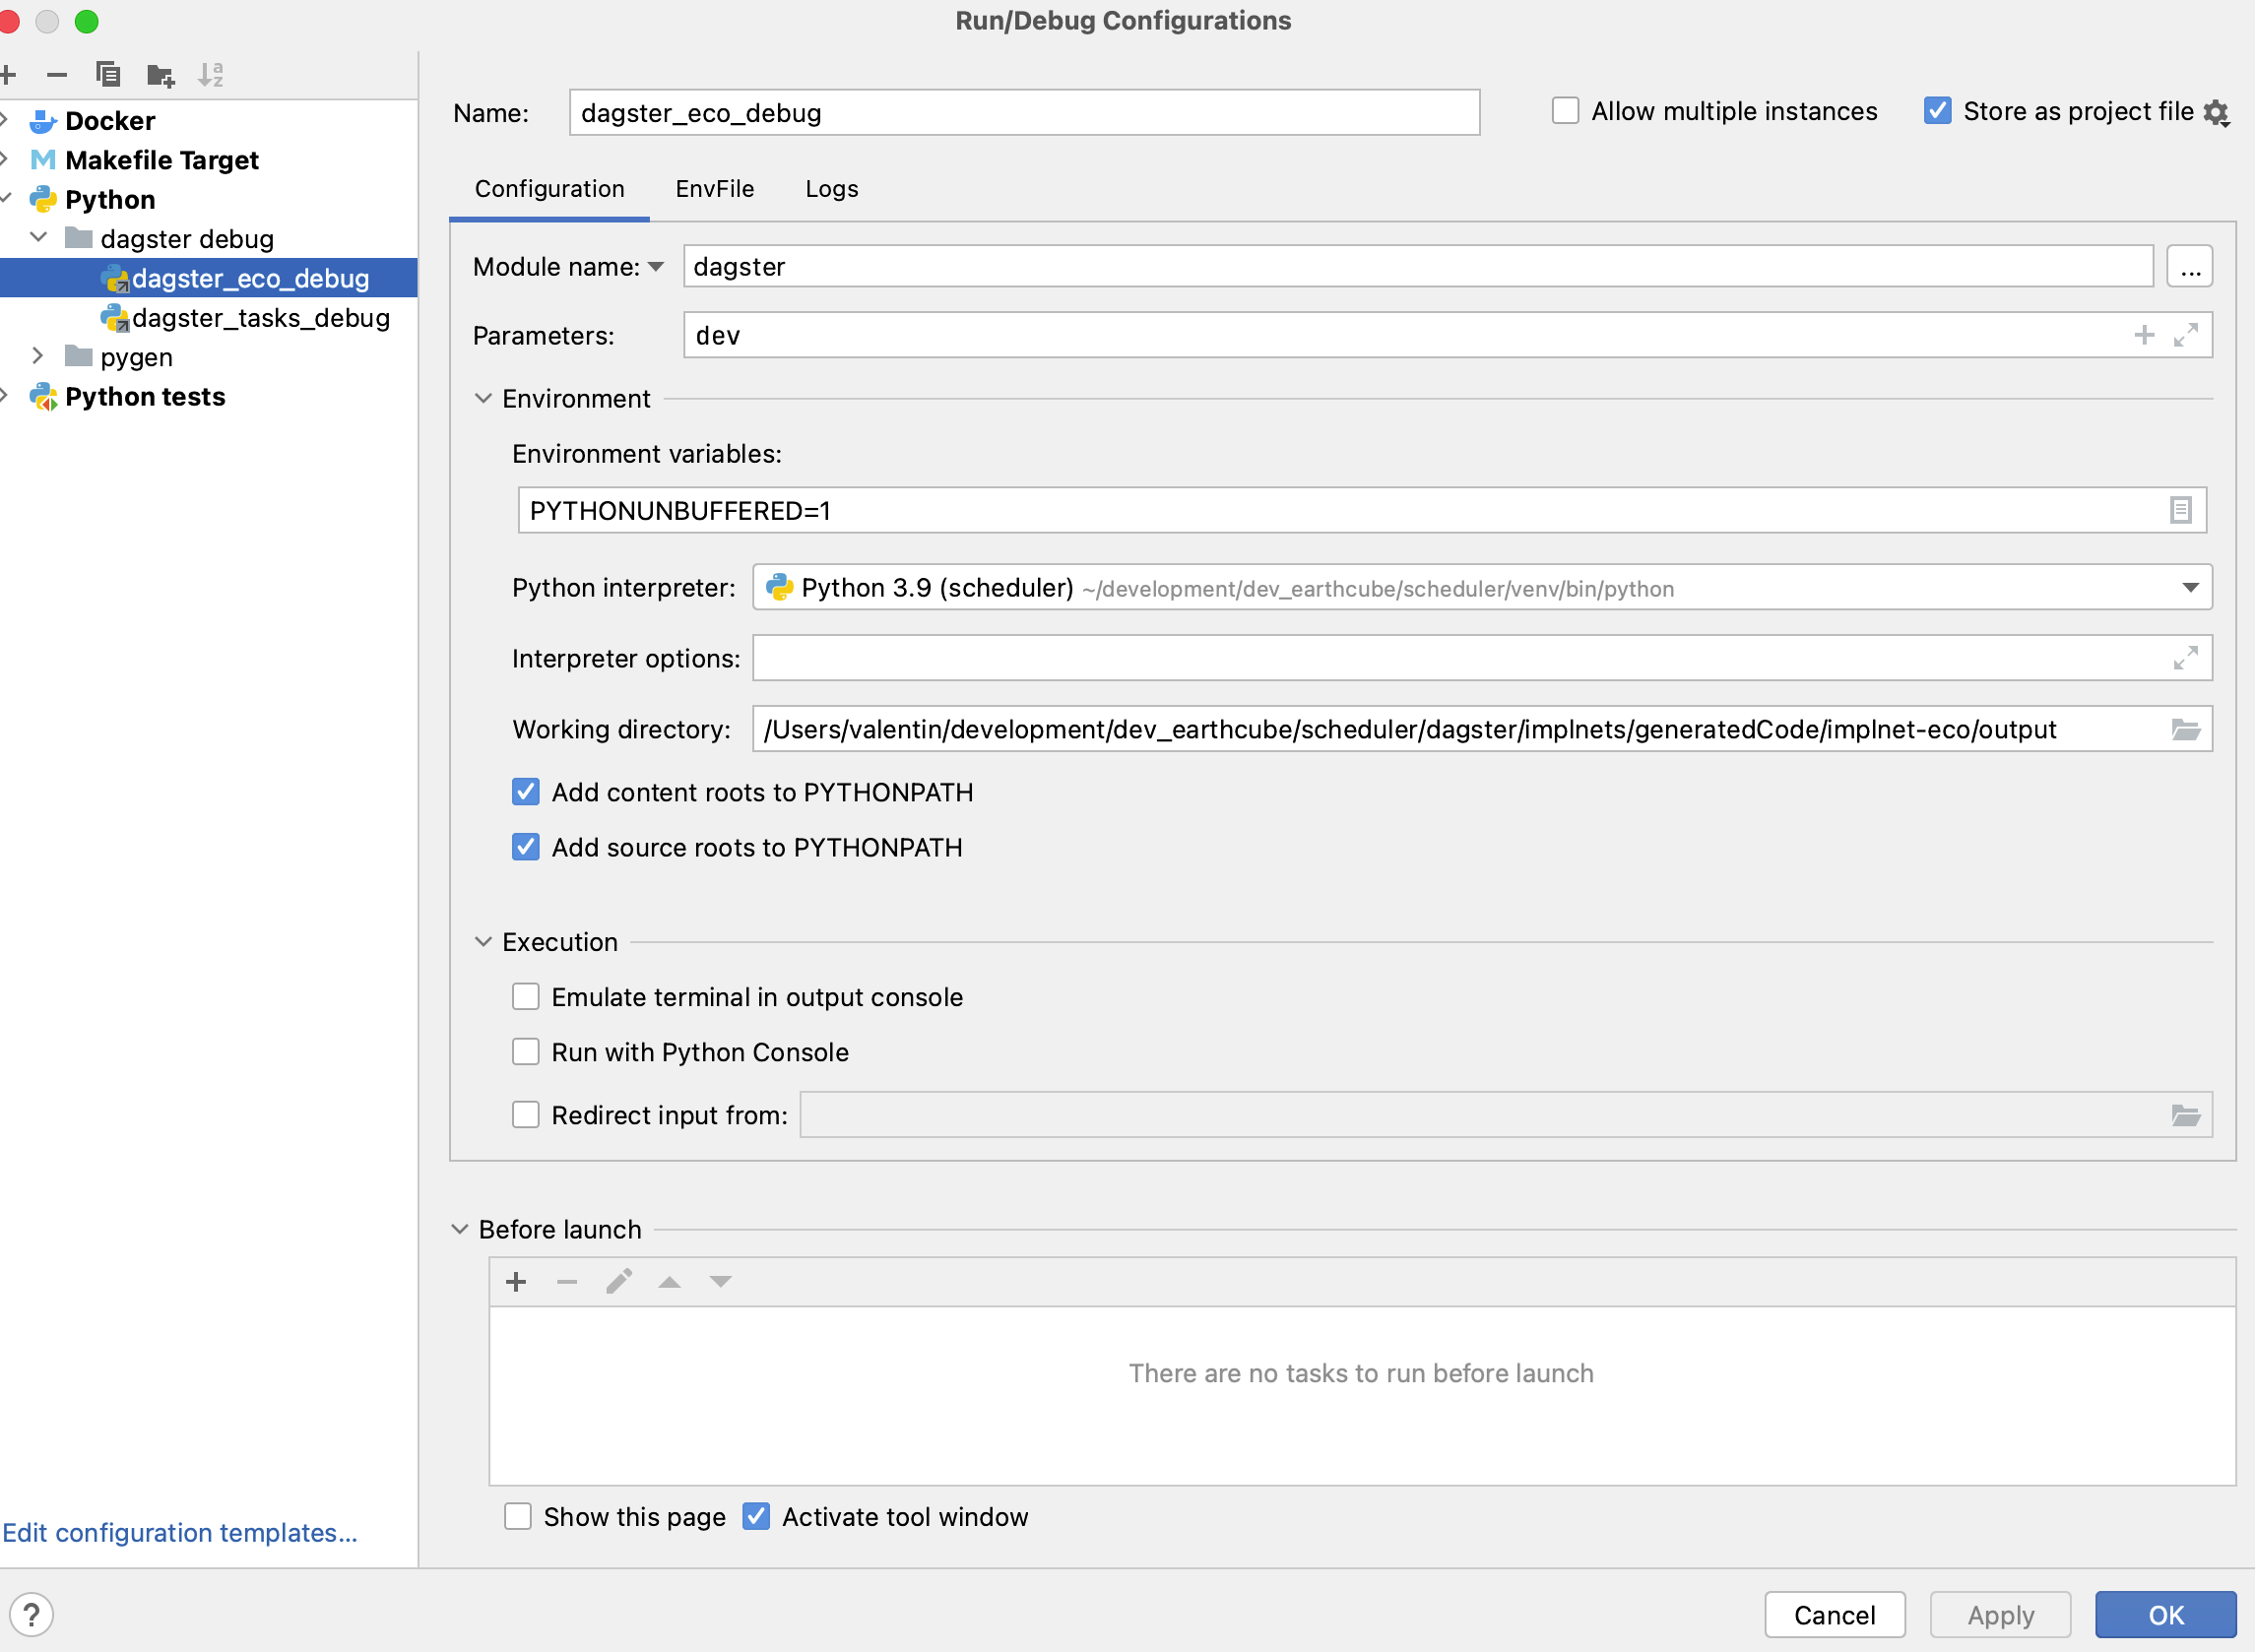 Run/Debug Configurations
Docker
Makefile Target
Python
dagster debug
dagster_eco_debug
dagster_tasks_debug
pygen
Python tests
Edit configuration templates...
Name: dagster_eco_debug
Allow multiple instances
Store as project file
Configuration EnvFile Logs
Module name: dagster ...
Parameters: dev
Environment
Environment variables:
PYTHONUNBUFFERED=1
Python interpreter: Python 3.9 (scheduler) ~/development/dev_earthcube/scheduler/venv/bin/python
Interpreter options:
Working directory: /Users/valentin/development/dev_earthcube/scheduler/dagster/implnets/generatedCode/implnet-eco/output
Add content roots to PYTHONPATH
Add source roots to PYTHONPATH
Execution
Emulate terminal in output console
Run with Python Console
Redirect input from:
Before launch
There are no tasks to run before launch
Show this page Activate tool window
? Cancel Apply OK